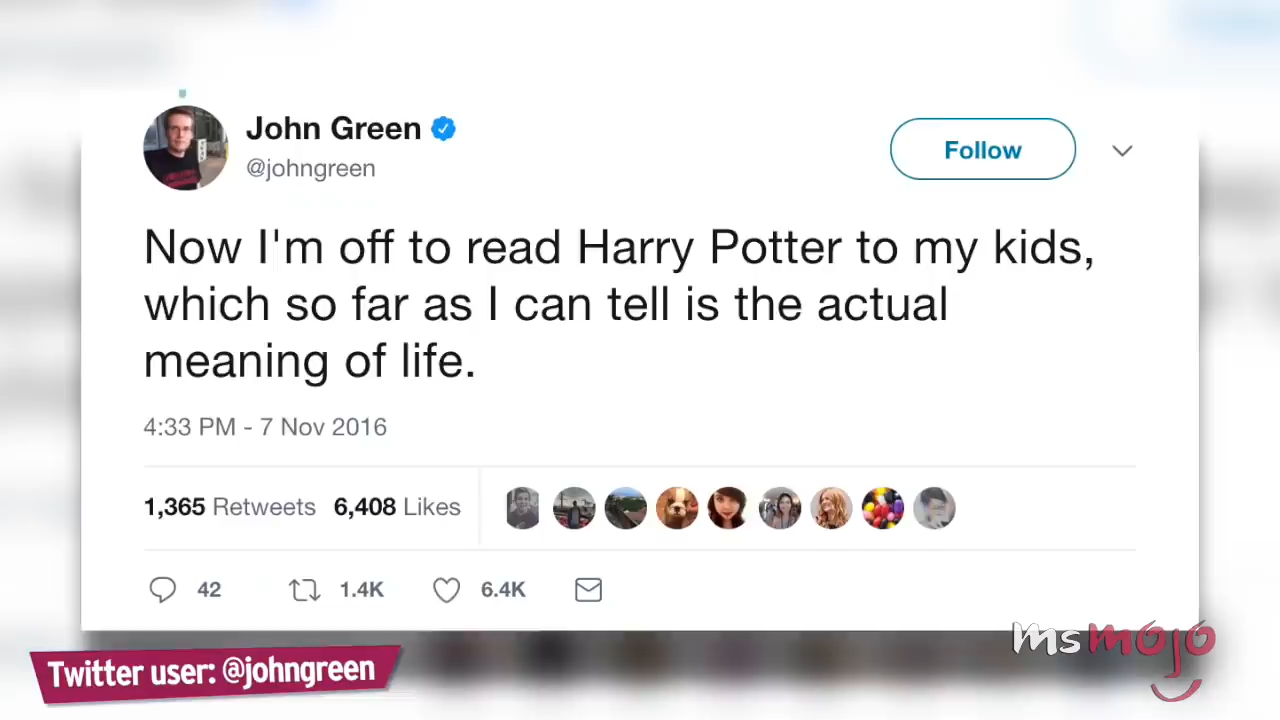 John Green
@johngreen
Follow
Now I'm off to read Harry Potter to my kids,
which so far as I can tell is the actual
meaning of life.
4:33 PM - 7 Nov 2016
1,365 Retweets 6,408 Likes
42 1.4K 6.4K
msmojo
Twitter user: @johngreen